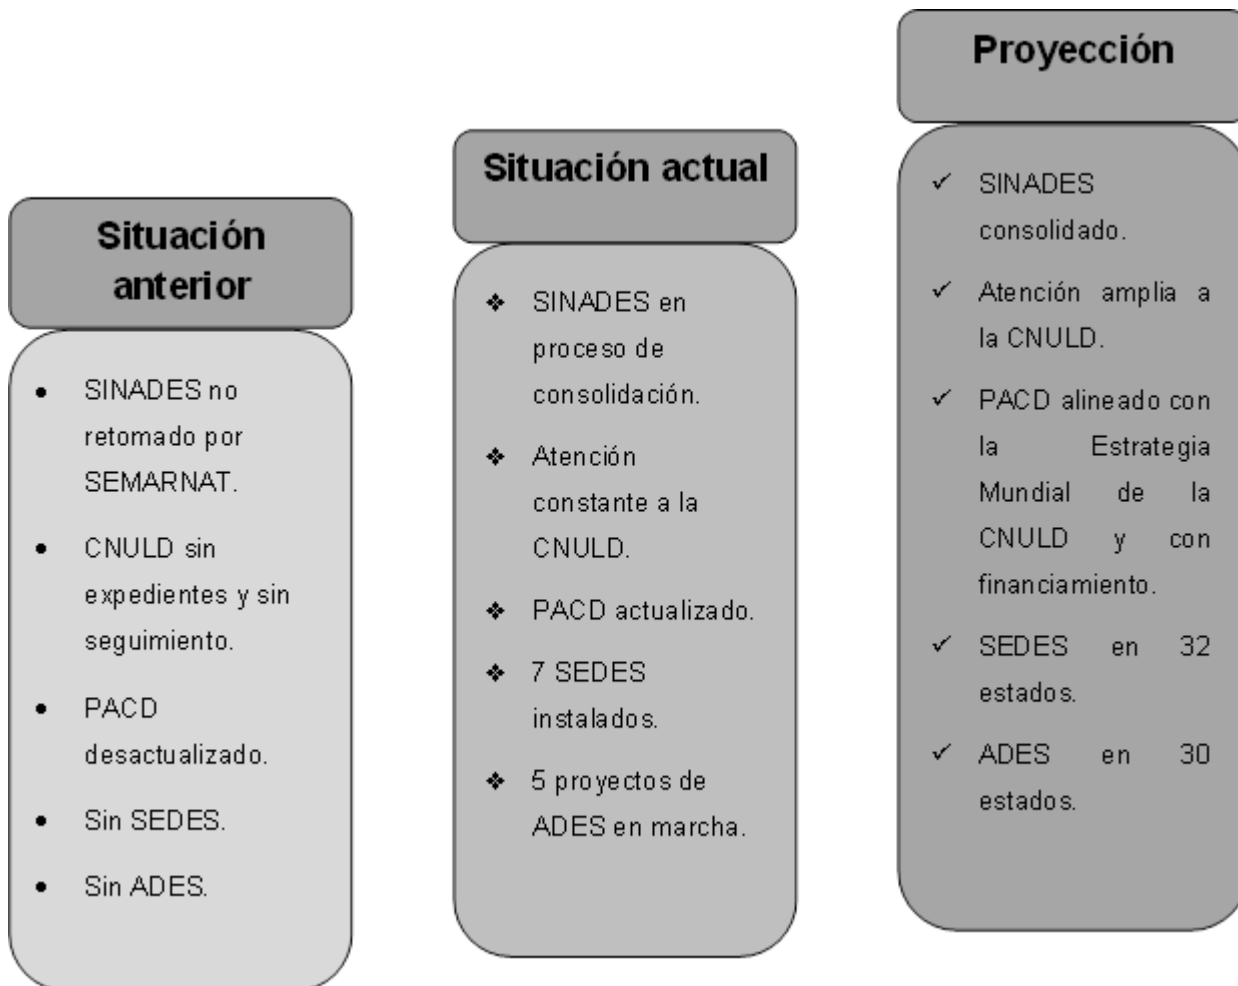 Situación
anterior
SINADES no
retomado por
SEMARNAT.
CNULD sin
expedientes y sin
seguimiento.
PACD
desactualizado.
Sin SEDES.
Sin ADES.
Situación actual
SINADES en
proceso de
consolidación.
Atención
constante a la
CNULD.
PACD actualizado.
7 SEDES
instalados.
5 proyectos de
ADES en marcha.
Proyección
SINADES
consolidado.
Atención amplia a
la CNULD.
PACD alineado con
la Estrategia
Mundial de la
CNULD y con
financiamiento.
SEDES en 32
estados.
ADES en 30
estados.